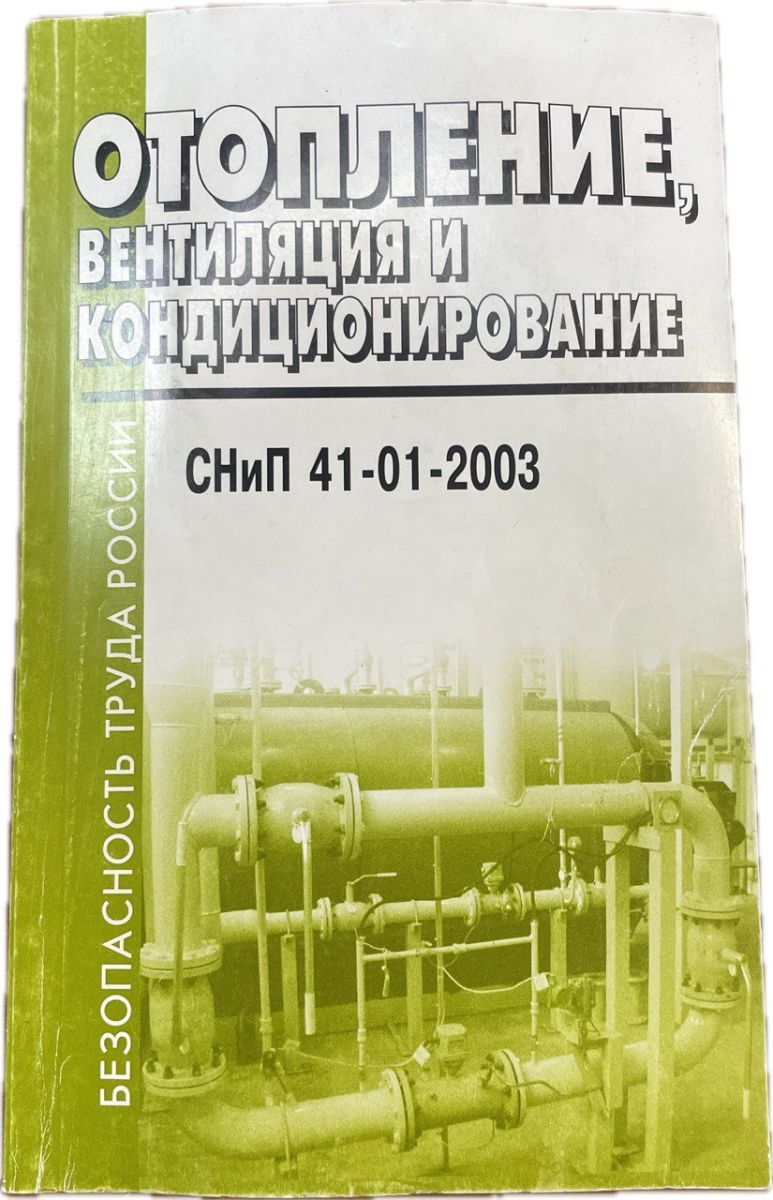 ОТОПЛЕНИЕ,
ВЕНТИЛЯЦИЯ И
КОНДИЦИОНИРОВАНИЕ
СНиП 41-01-2003
БЕЗОПАСНОСТЬ ТРУДА РОССИИ